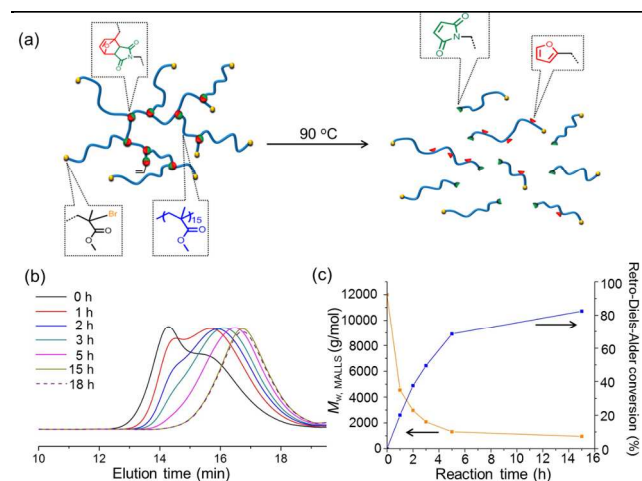 (a)
O
O
N
O
N
O
O
90 °C
Br
O
O
15
O
O
(b)
0 h
1 h
2 h
3 h
5 h
15 h
18 h
10 12 14 16 18
Elution time (min)
(c)
12000
10000
8000
6000
4000
2000
0
M_w, MALLS (g/mol)
0 2 4 6 8 10 12 14 16
Reaction time (h)
100
80
60
40
20
0
Retro-Diels-Alder conversion (%)